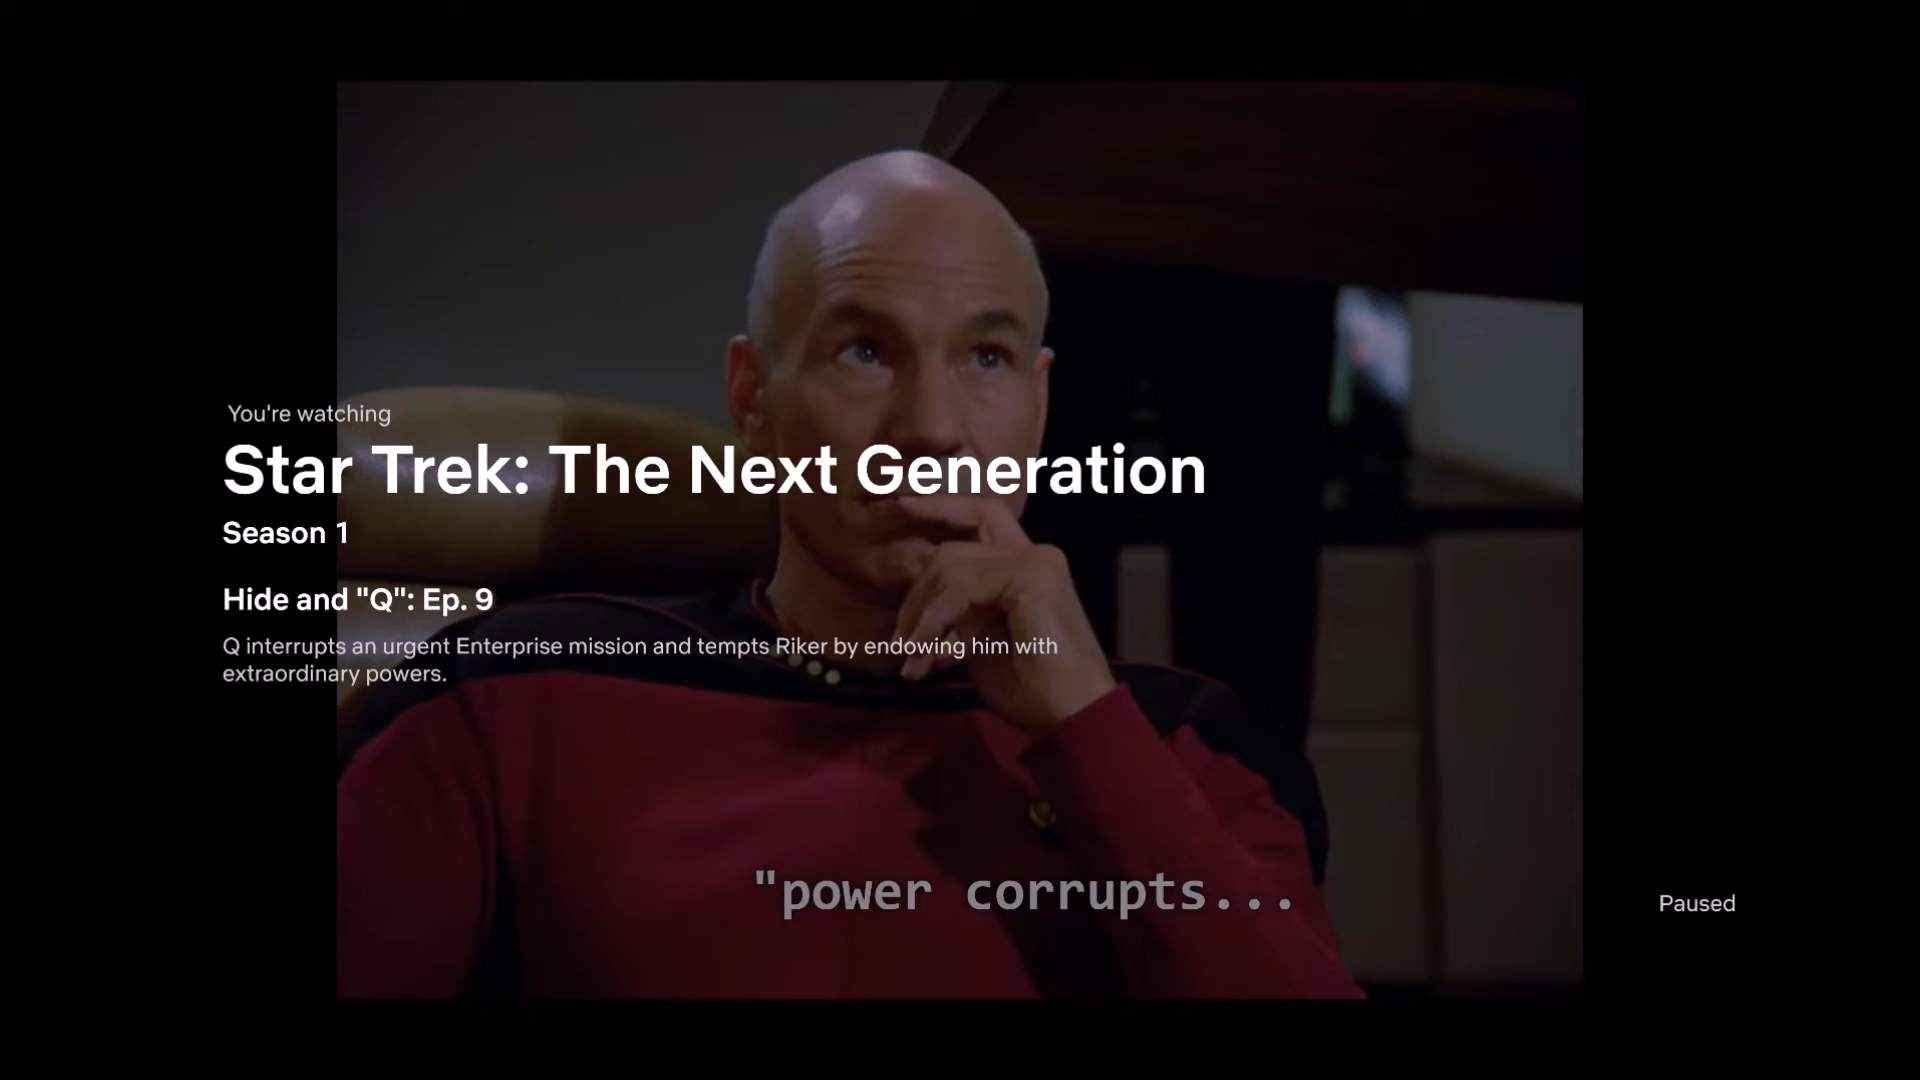 You're watching
Star Trek: The Next Generation
Season 1
Hide and "Q": Ep. 9
Q interrupts an urgent Enterprise mission and tempts Riker by endowing him with
extraordinary powers.
"power corrupts...
Paused